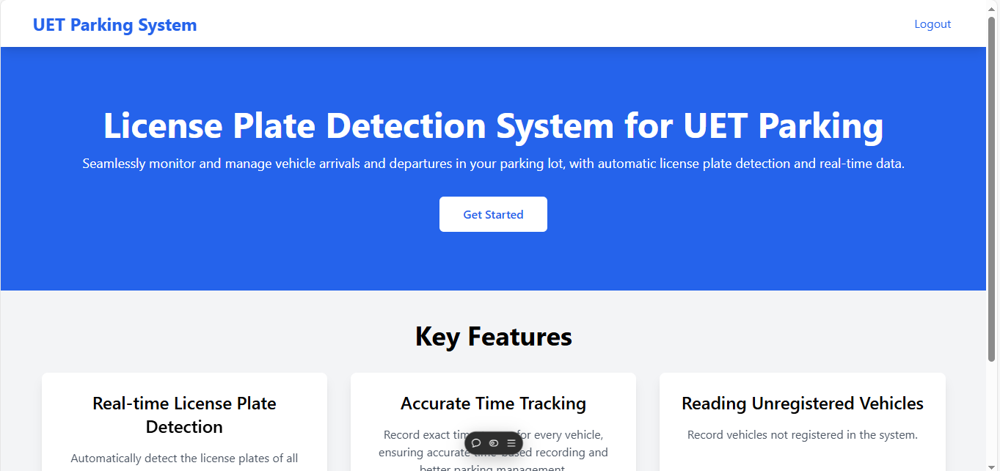 UET Parking System
Logout
License Plate Detection System for UET Parking
Seamlessly monitor and manage vehicle arrivals and departures in your parking lot, with automatic license plate detection and real-time data.
Get Started
Key Features
Real-time License Plate
Detection
Automatically detect the license plates of all
Accurate Time Tracking
Record exact for every vehicle,
ensuring accurate time-based recording and
better parking management.
Reading Unregistered Vehicles
Record vehicles not registered in the system.